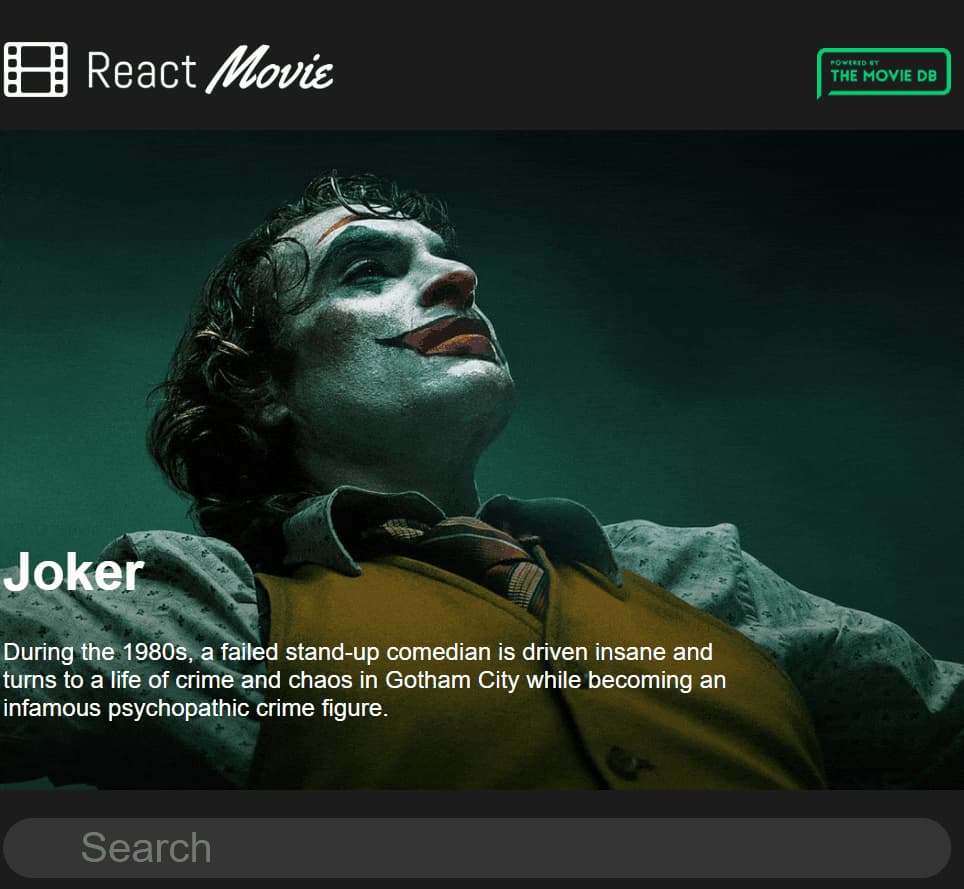 React Movie
POWERED BY
THE MOVIE DB
Joker
During the 1980s, a failed stand-up comedian is driven insane and
turns to a life of crime and chaos in Gotham City while becoming an
infamous psychopathic crime figure.
Search